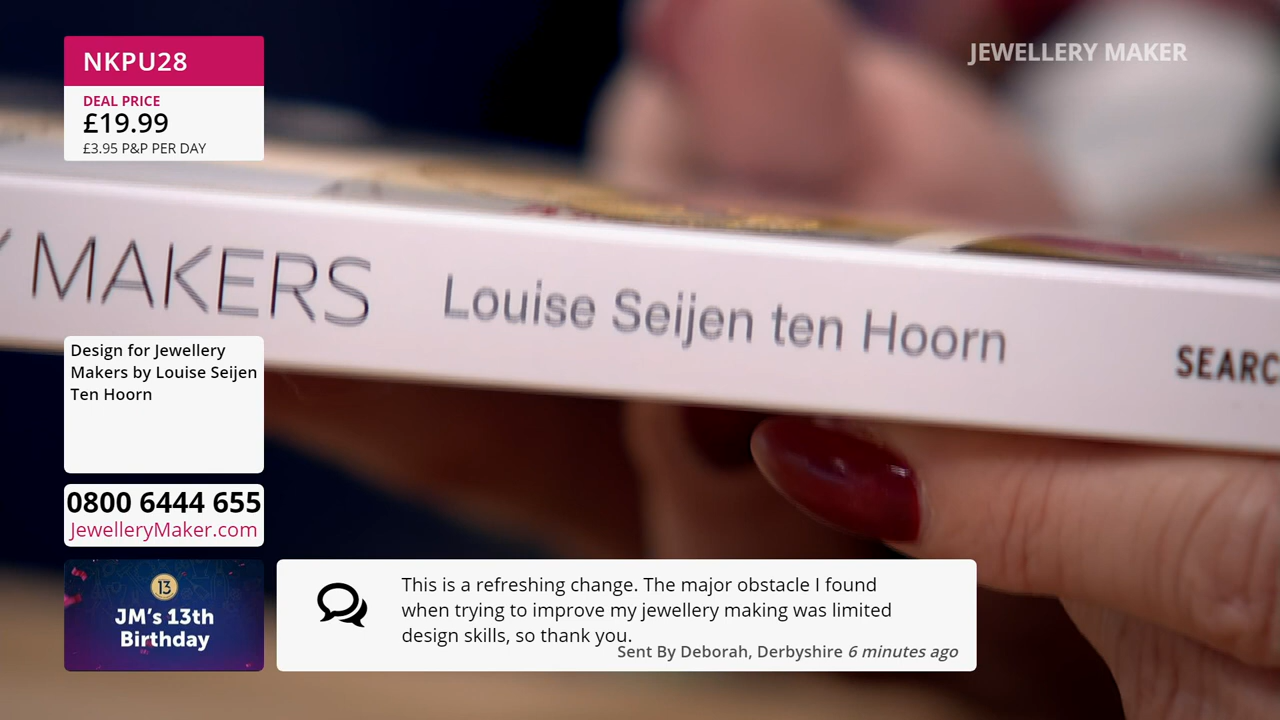 NKPU28
DEAL PRICE
£19.99
£3.95 P&P PER DAY
JEWELLERY MAKER
MAKERS Louise Seijen ten Hoorn SEARC
Design for Jewellery
Makers by Louise Seijen
Ten Hoorn
0800 6444 655
JewelleryMaker.com
13
JM's 13th
Birthday
This is a refreshing change. The major obstacle I found
when trying to improve my jewellery making was limited
design skills, so thank you.
Sent By Deborah, Derbyshire 6 minutes ago